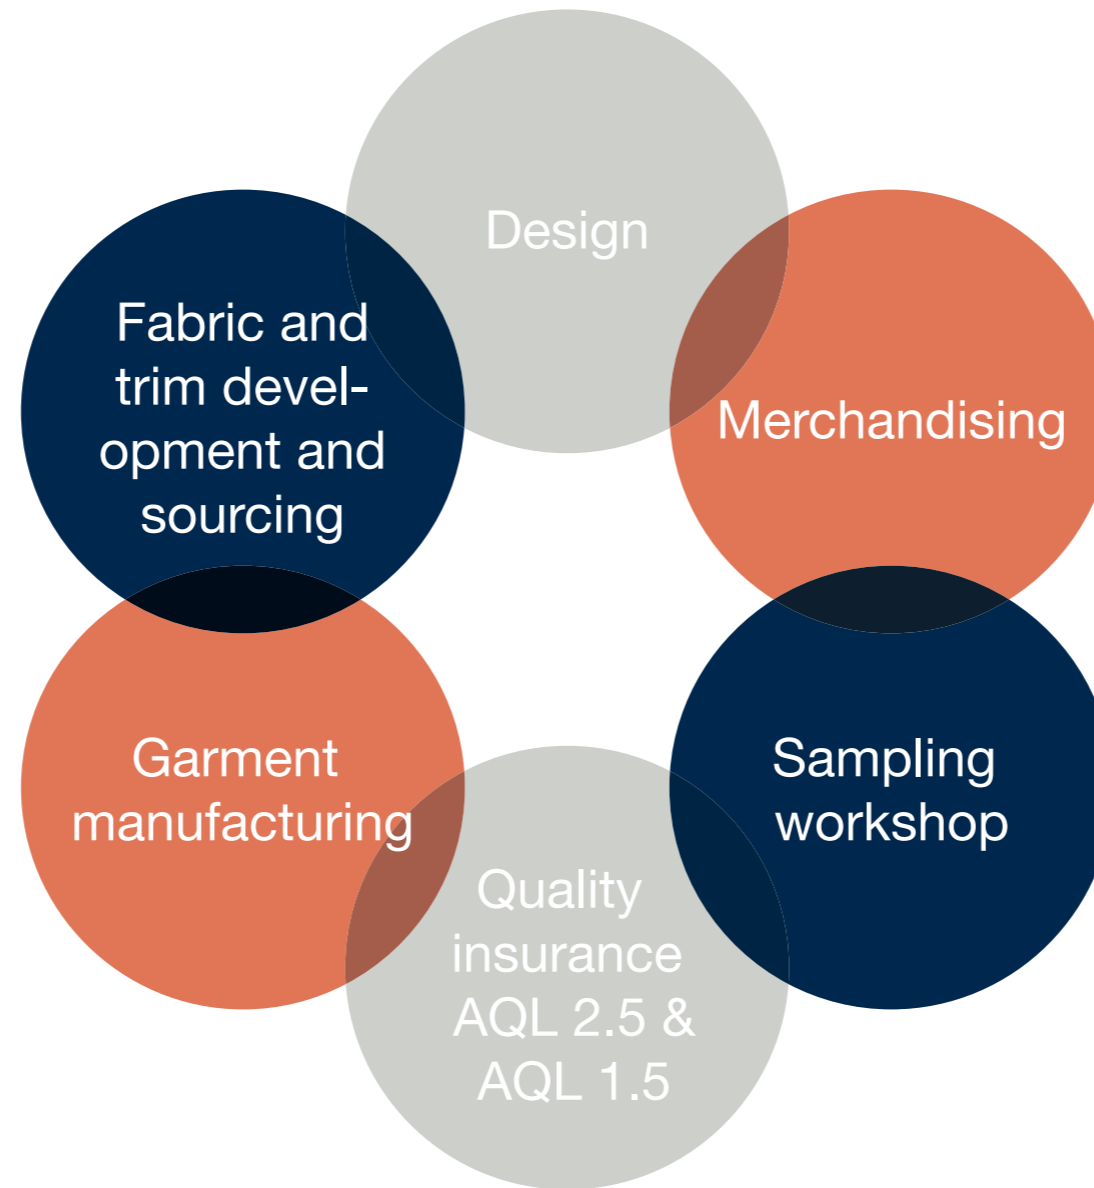 Design
Fabric and
trim devel-
opment and
sourcing
Merchandising
Garment
manufacturing
Sampling
workshop
Quality
insurance
AQL 2.5 &
AQL 1.5